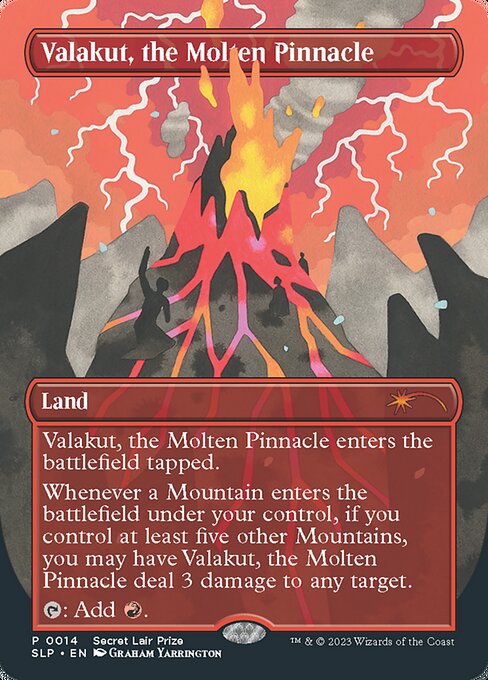 Valakut, the Molten Pinnacle
Land
Valakut, the Molten Pinnacle enters the
battlefield tapped.
Whenever a Mountain enters the
battlefield under your control, if you
control at least five other Mountains,
you may have Valakut, the Molten
Pinnacle deal 3 damage to any target.
: Add .
P 0014 Secret Lair Prize
SLP • EN Graham Yarrington
™ & © 2023 Wizards of the Coast